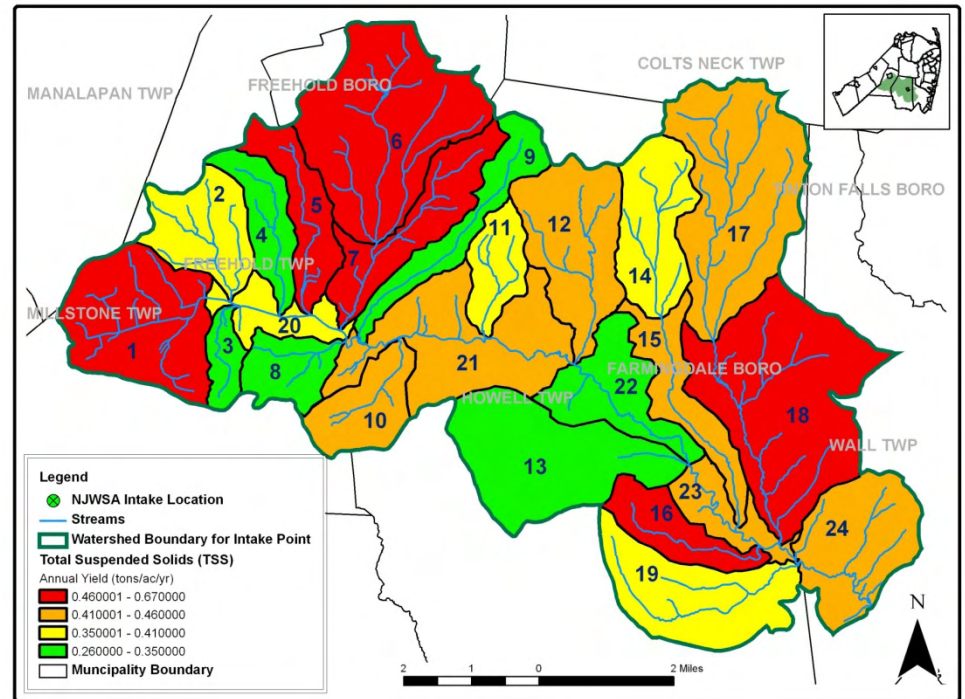 COLTS NECK TWP
FREEHOLD BORO
MANALAPAN TWP
6
9
2
TINTON FALLS BORO
5
4
11
12
17
7
FREEHOLD TWP
14
MILLSTONE TWP
20
15
1
3
8
21
22
FARMINGDALE BORO
10
HOWELL TWP
18
WALL TWP
13
23
16
24
19
Legend
NJWSA Intake Location
Streams
Watershed Boundary for Intake Point
Total Suspended Solids (TSS)
Annual Yield (tons/ac/yr)
0.460001 - 0.670000
0.410001 - 0.460000
0.350001 - 0.410000
0.260000 - 0.350000
Muncipality Boundary
N
2 1 0 2 Miles